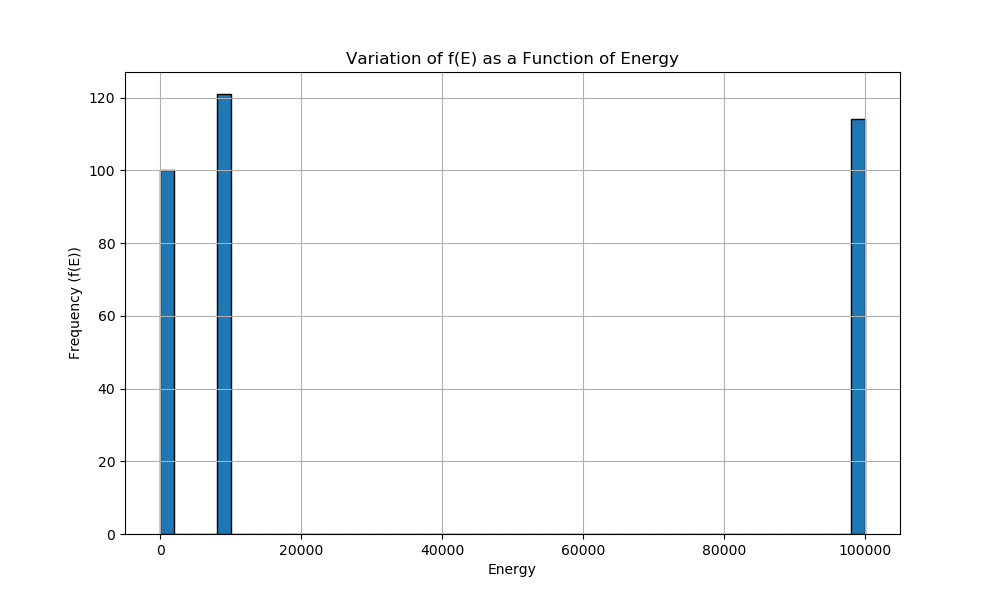 Variation of f(E) as a Function of Energy
120
100
80
60
40
20
0
Frequency (f(E))
0 20000 40000 60000 80000 100000
Energy